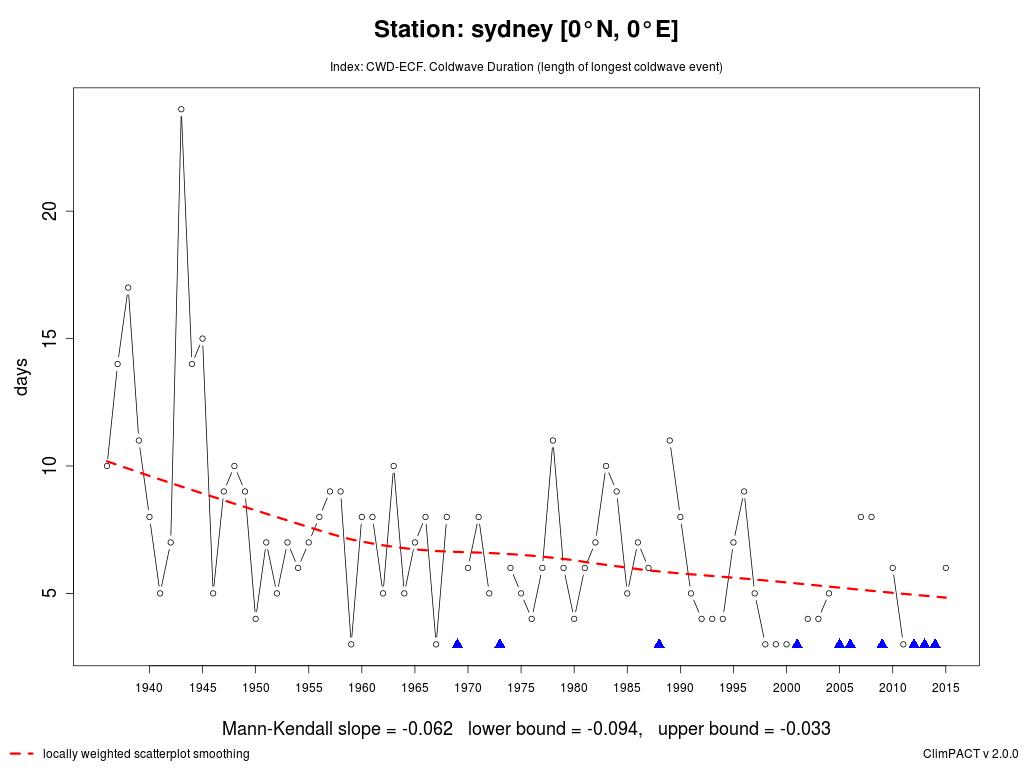 Station: sydney [0°N, 0°E]
Index: CWD-ECF. Coldwave Duration (length of longest coldwave event)
days
20
15
10
5
1940 1945 1950 1955 1960 1965 1970 1975 1980 1985 1990 1995 2000 2005 2010 2015
Mann-Kendall slope = -0.062 lower bound = -0.094, upper bound = -0.033
locally weighted scatterplot smoothing
ClimPACT v 2.0.0